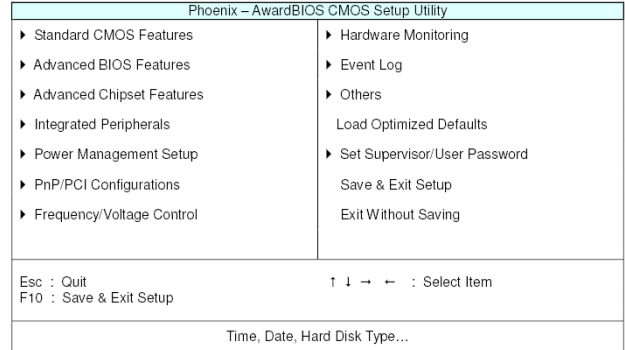 Phoenix – AwardBIOS CMOS Setup Utility
Standard CMOS Features
Advanced BIOS Features
Advanced Chipset Features
Integrated Peripherals
Power Management Setup
PnP/PCI Configurations
Frequency/Voltage Control
Hardware Monitoring
Event Log
Others
Load Optimized Defaults
Set Supervisor/User Password
Save & Exit Setup
Exit Without Saving
Esc : Quit
F10 : Save & Exit Setup
↑ ↓ → ← : Select Item
Time, Date, Hard Disk Type…